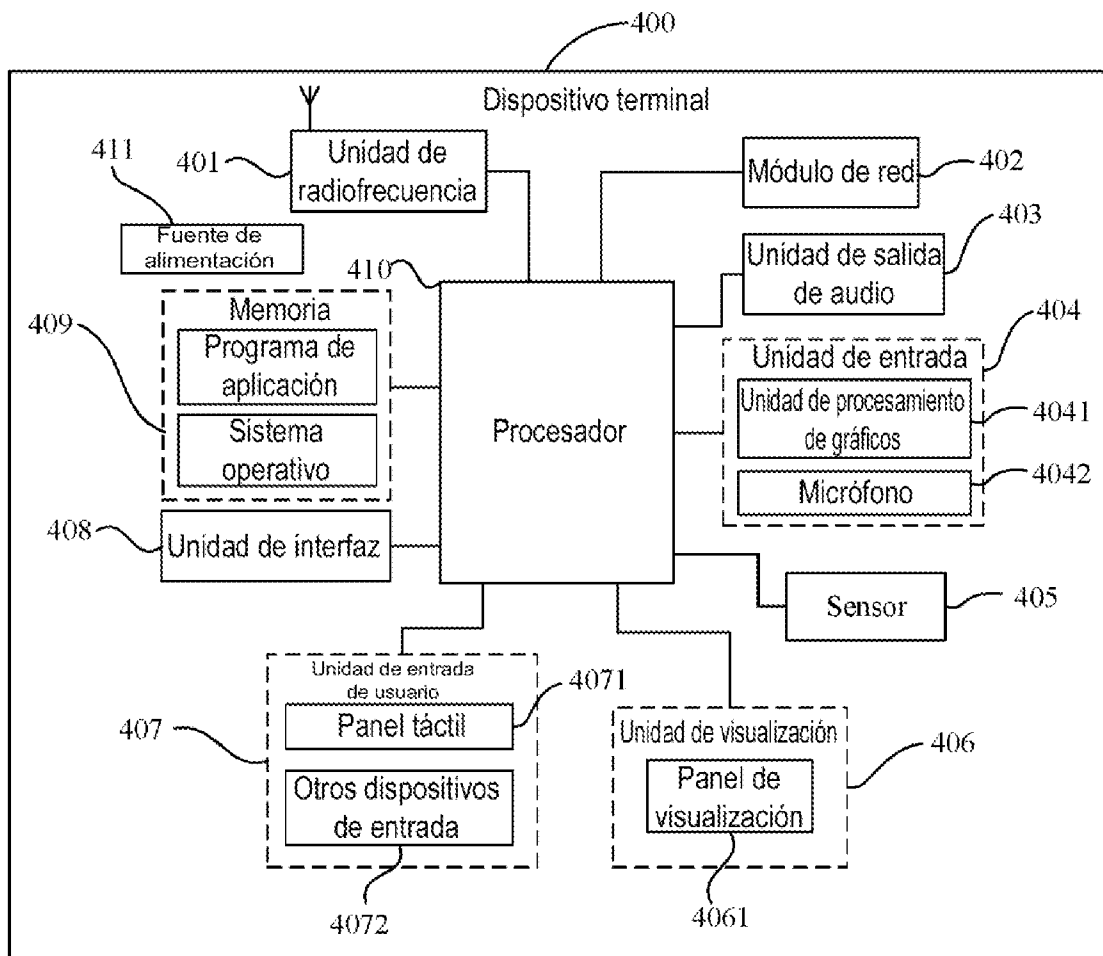 400
Dispositivo terminal
411
401
Unidad de
radiofrecuencia
Módulo de red
402
Fuente de
alimentación
403
Unidad de salida
de audio
410
Memoria
409
Programa de
aplicación
Sistema
operativo
404
Unidad de entrada
Unidad de procesamiento
de gráficos
4041
Micrófono
4042
Procesador
408
Unidad de interfaz
Sensor
405
Unidad de entrada
de usuario
4071
407
Panel táctil
Otros dispositivos
de entrada
4072
Unidad de visualización
406
Panel de
visualización
4061